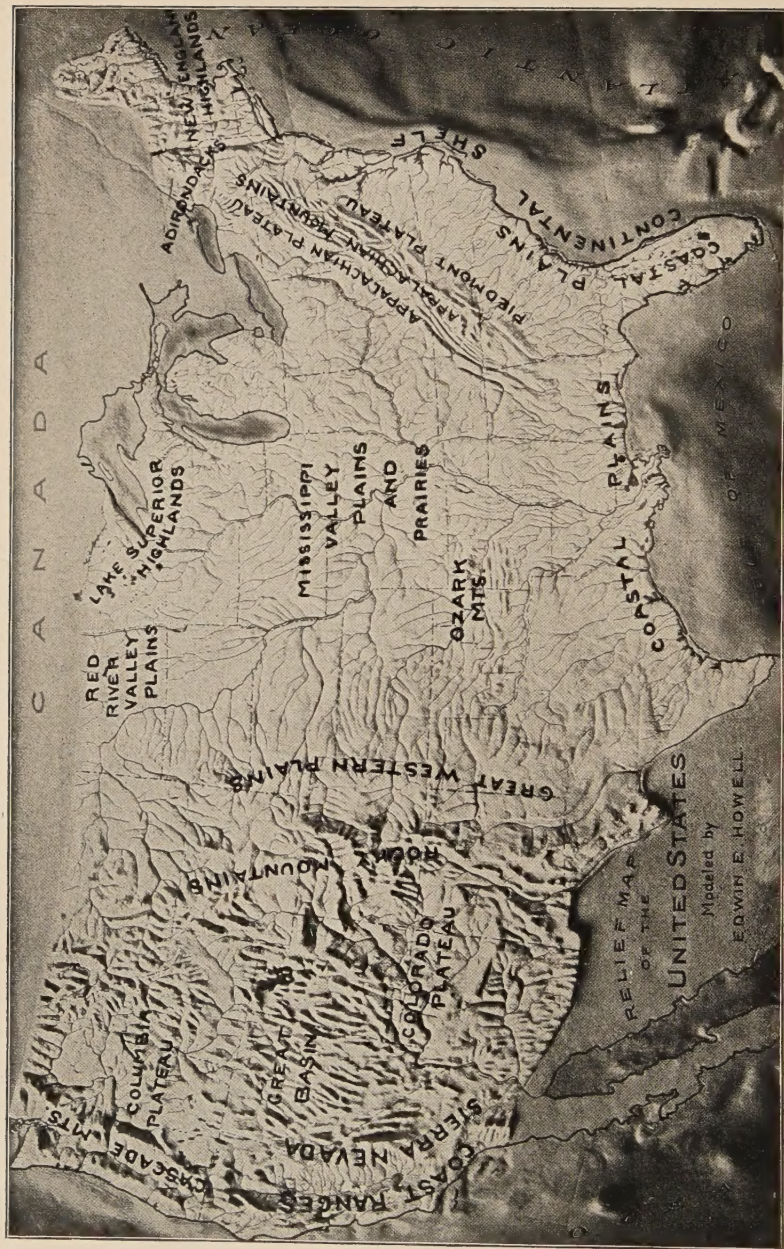 CANADA
RED
RIVER
VALLEY
PLAINS
LAKE SUPERIOR
HIGHLANDS
ADIRONDACKS
NEW ENGLAND
HIGHLANDS
CASCADE MTS.
COLUMBIA
PLATEAU
ROCKY MOUNTAINS
GREAT WESTERN PLAINS
MISSISSIPPI
VALLEY
PLAINS
AND
PRAIRIES
APPALACHIAN PLATEAU
APPALACHIAN MOUNTAINS
PIEDMONT PLATEAU
GREAT
BASIN
SIERRA NEVADA
COAST RANGES
COLORADO
PLATEAU
OZARK
MTS.
COASTAL PLAINS
COASTAL PLAINS
CONTINENTAL SHELF
OF MEXICO
RELIEF MAP
OF THE
UNITED STATES
Modeled by
EDWIN E. HOWELL